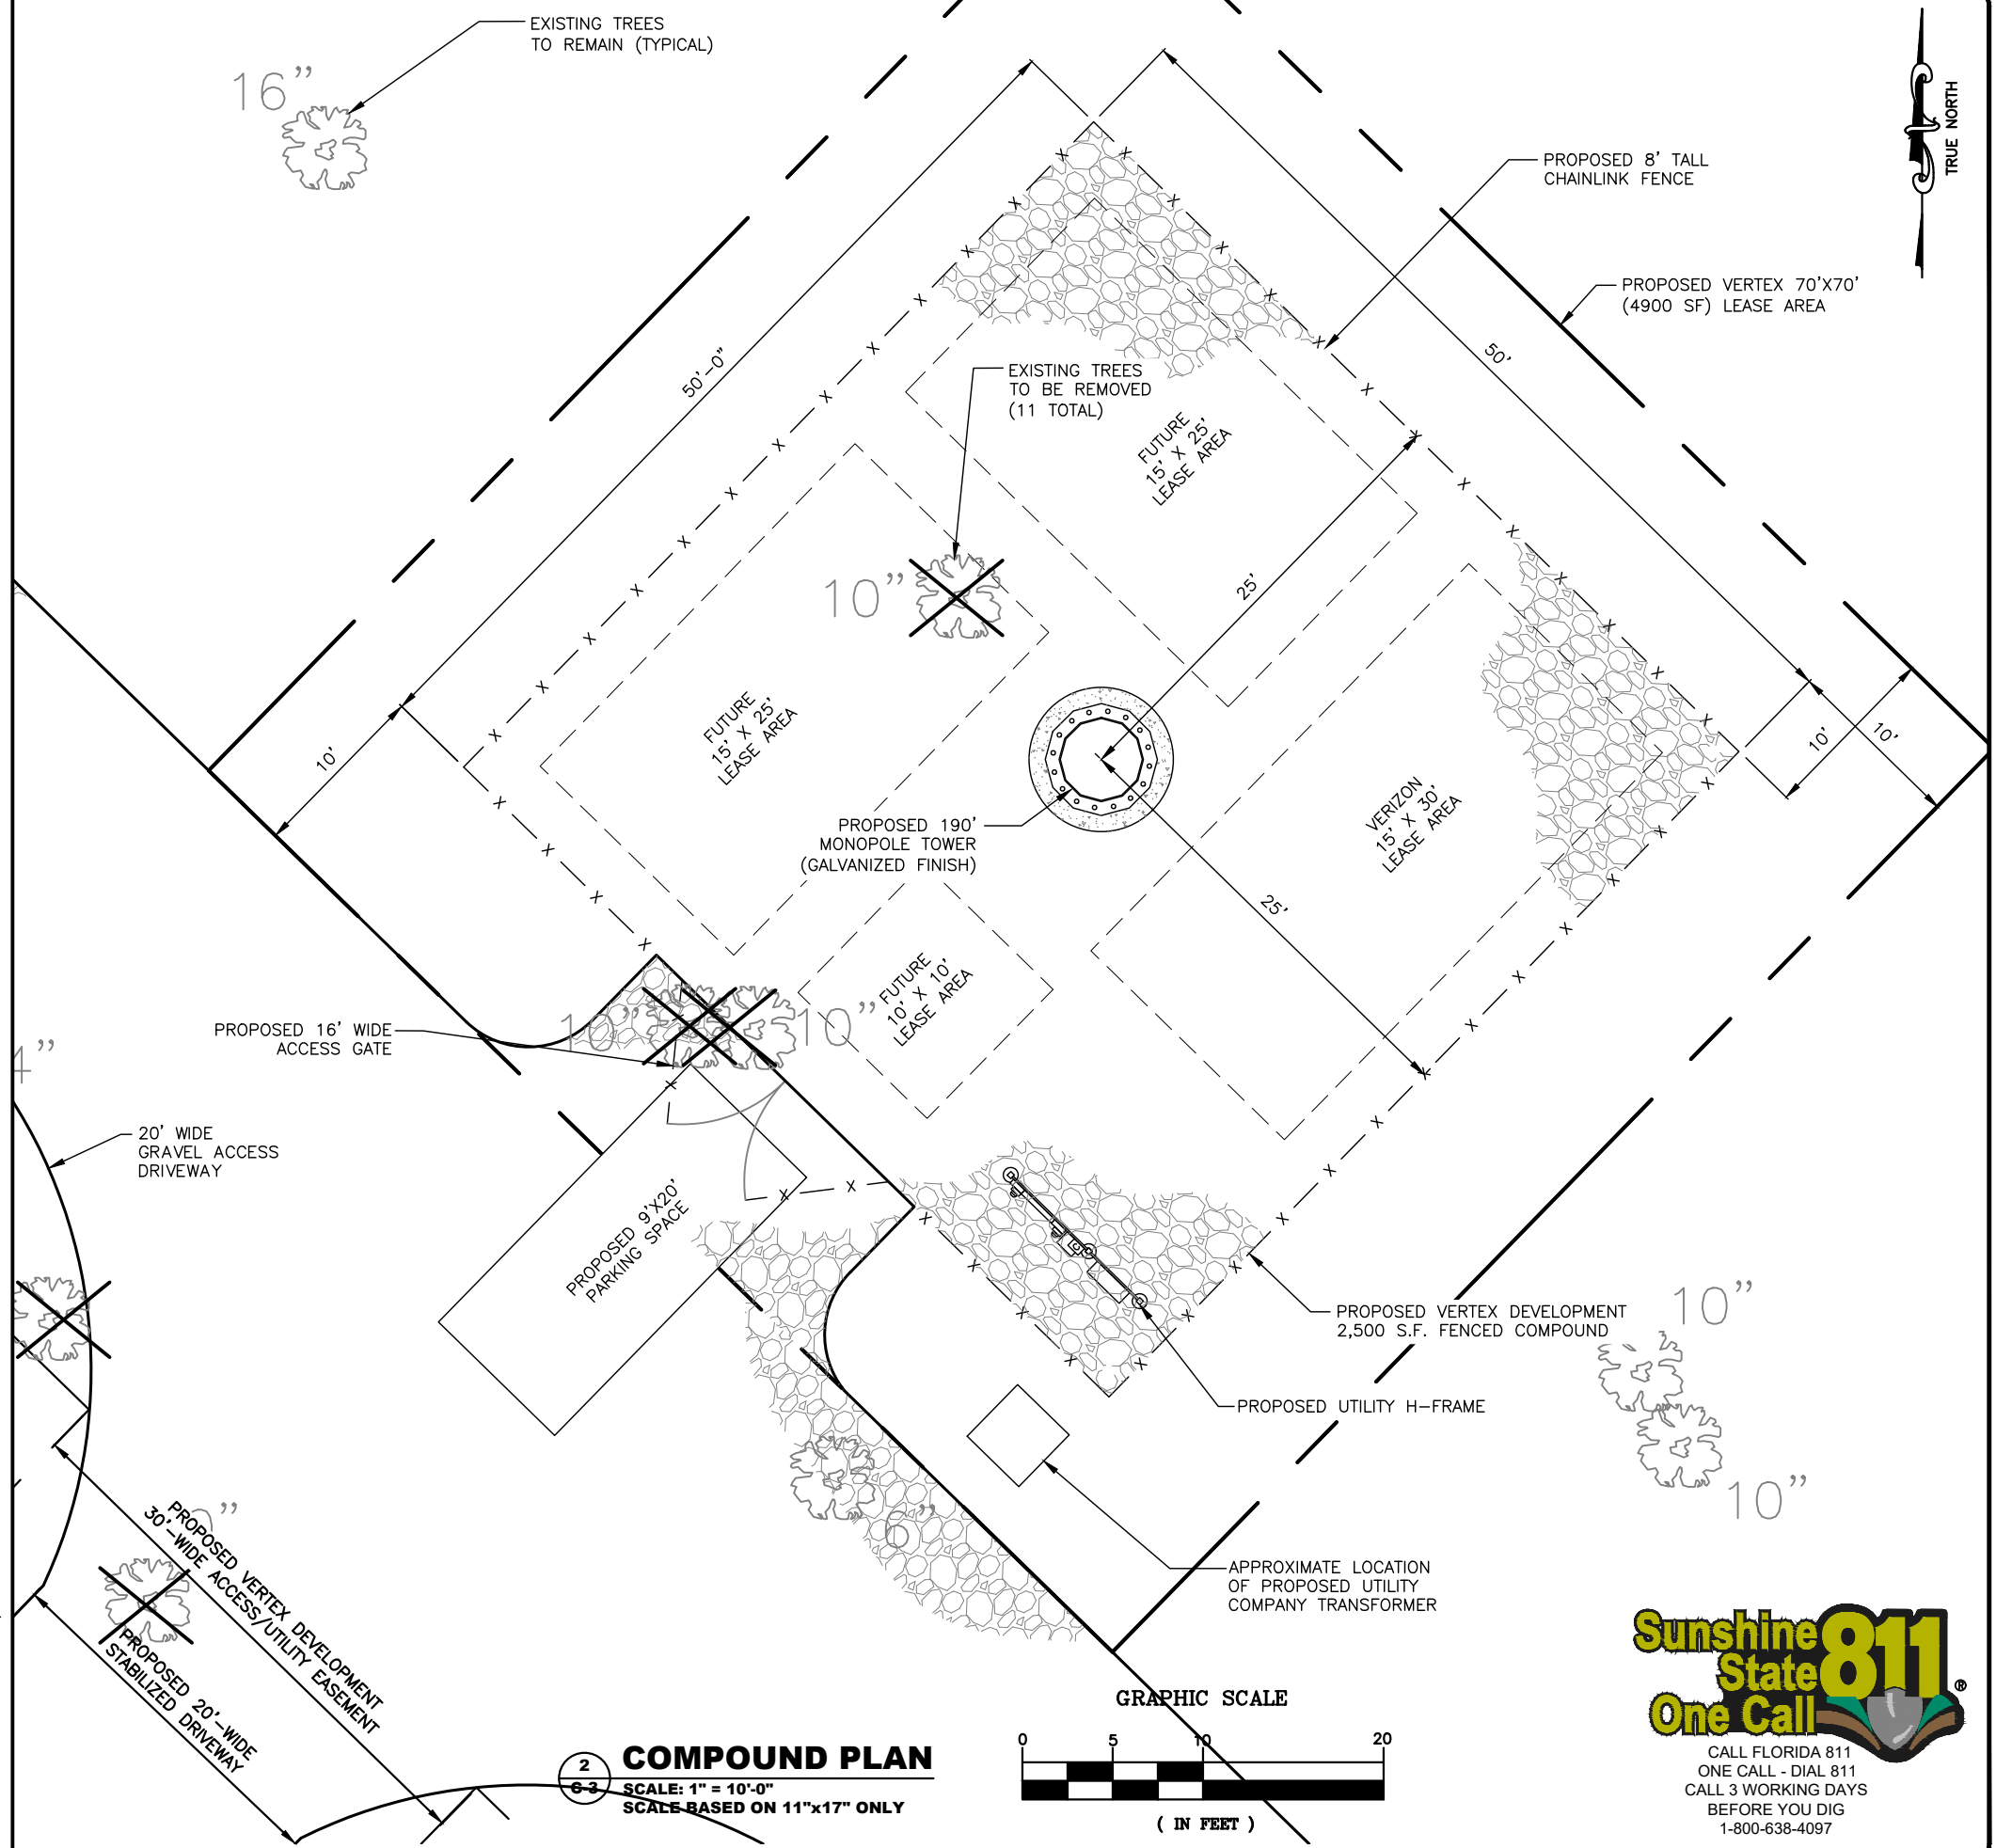 EXISTING TREES
TO REMAIN (TYPICAL)
16"
TRUE NORTH
PROPOSED 8' TALL
CHAINLINK FENCE
PROPOSED VERTEX 70'X70'
(4900 SF) LEASE AREA
50'-0"
50'
EXISTING TREES
TO BE REMOVED
(11 TOTAL)
FUTURE
15' X 25'
LEASE AREA
10"
25'
FUTURE
15' X 25'
LEASE AREA
10'
10'
10'
PROPOSED 190'
MONOPOLE TOWER
(GALVANIZED FINISH)
VERIZON
15' X 30'
LEASE AREA
25'
FUTURE
10' X 10'
LEASE AREA
10"
10"
PROPOSED 16' WIDE
ACCESS GATE
4"
20' WIDE
GRAVEL ACCESS
DRIVEWAY
PROPOSED 9'X20'
PARKING SPACE
PROPOSED VERTEX DEVELOPMENT
2,500 S.F. FENCED COMPOUND
10"
PROPOSED UTILITY H-FRAME
10"
PROPOSED VERTEX DEVELOPMENT
30'-WIDE ACCESS/UTILITY EASEMENT
PROPOSED 20'-WIDE
STABILIZED DRIVEWAY
6"
APPROXIMATE LOCATION
OF PROPOSED UTILITY
COMPANY TRANSFORMER
GRAPHIC SCALE
0 5 10 20
( IN FEET )
2
C-3
COMPOUND PLAN
SCALE: 1" = 10'-0"
SCALE BASED ON 11"x17" ONLY
Sunshine 811
State
One Call
®
CALL FLORIDA 811
ONE CALL - DIAL 811
CALL 3 WORKING DAYS
BEFORE YOU DIG
1-800-638-4097